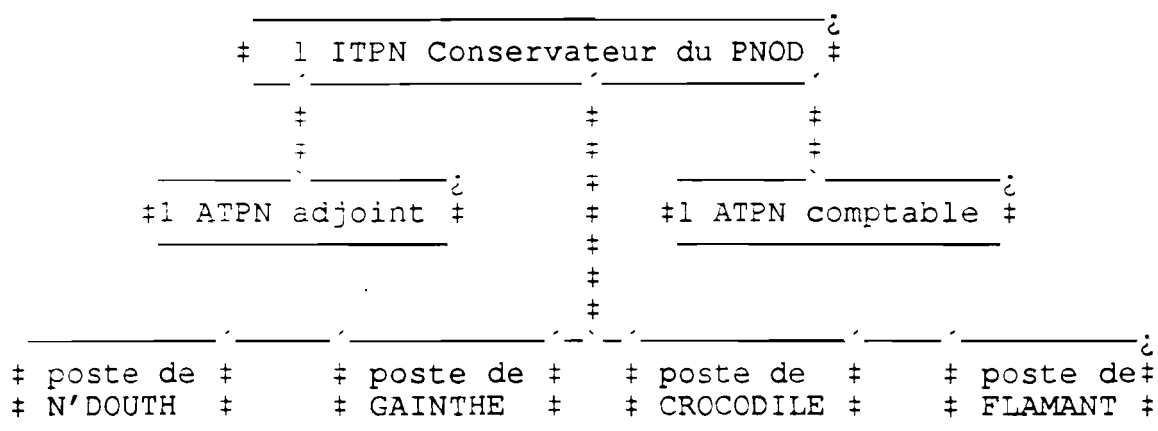 1 ITPN Conservateur du PNOD
1 ATPN adjoint
1 ATPN comptable
poste de
N'DOUTH
poste de
GAINTHE
poste de
CROCODILE
poste de
FLAMANT